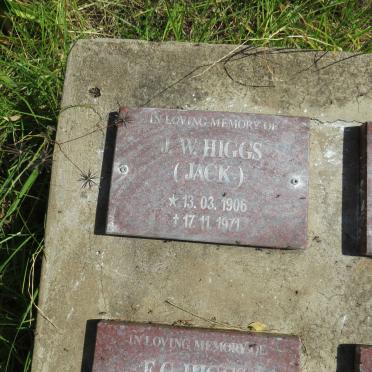 IN LOVING MEMORY OF
J. W. HIGGS
(JACK)
★ 13. 03. 1906
✝ 17. 11. 1971
IN LOVING MEMORY OF